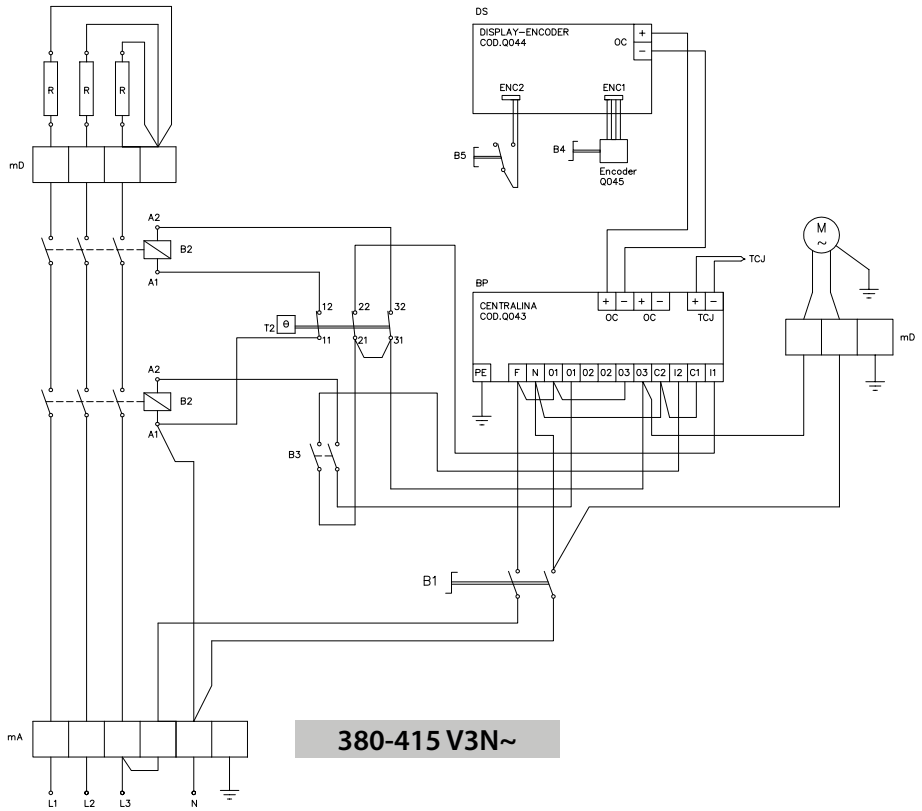 DS
DISPLAY-ENCODER
COD.Q044
OC
+
−
ENC2
ENC1
B5
B4
Encoder
Q045
R
R
R
mD
A2
B2
A1
M
~
TCJ
BP
CENTRALINA
COD.Q043
+ − + − + −
OC OC TCJ
mD
T2
θ
12 22 32
11 21 31
PE F N 01 01 02 02 03 03 C2 I2 C1 I1
A2
B2
A1
B3
B1
mA
380-415 V3N~
L1 L2 L3 N